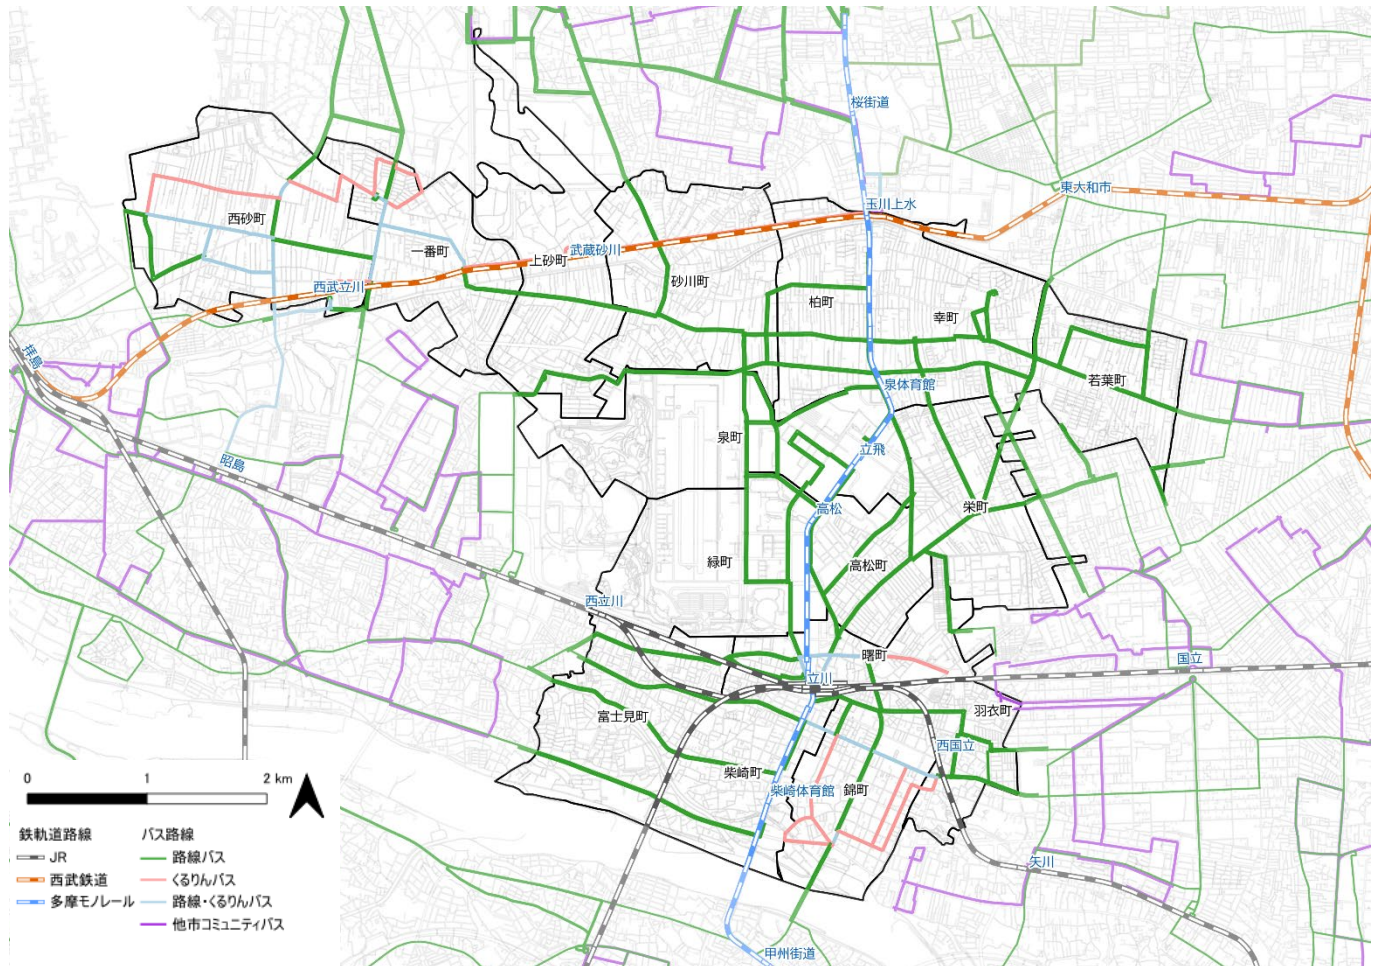 桜街道
東大和市
玉川上水
西砂町
一番町
武蔵砂川
上砂町
砂川町
西武立川
柏町
幸町
拝島
泉体育館
若葉町
泉町
立飛
昭島
高松
栄町
緑町
高松町
西立川
曙町
国立
立川
羽衣町
富士見町
西国立
柴崎町
柴崎体育館
錦町
矢川
甲州街道
0 1 2 km
鉄軌道路線
JR
西武鉄道
多摩モノレール
バス路線
路線バス
くるりんバス
路線・くるりんバス
他市コミュニティバス